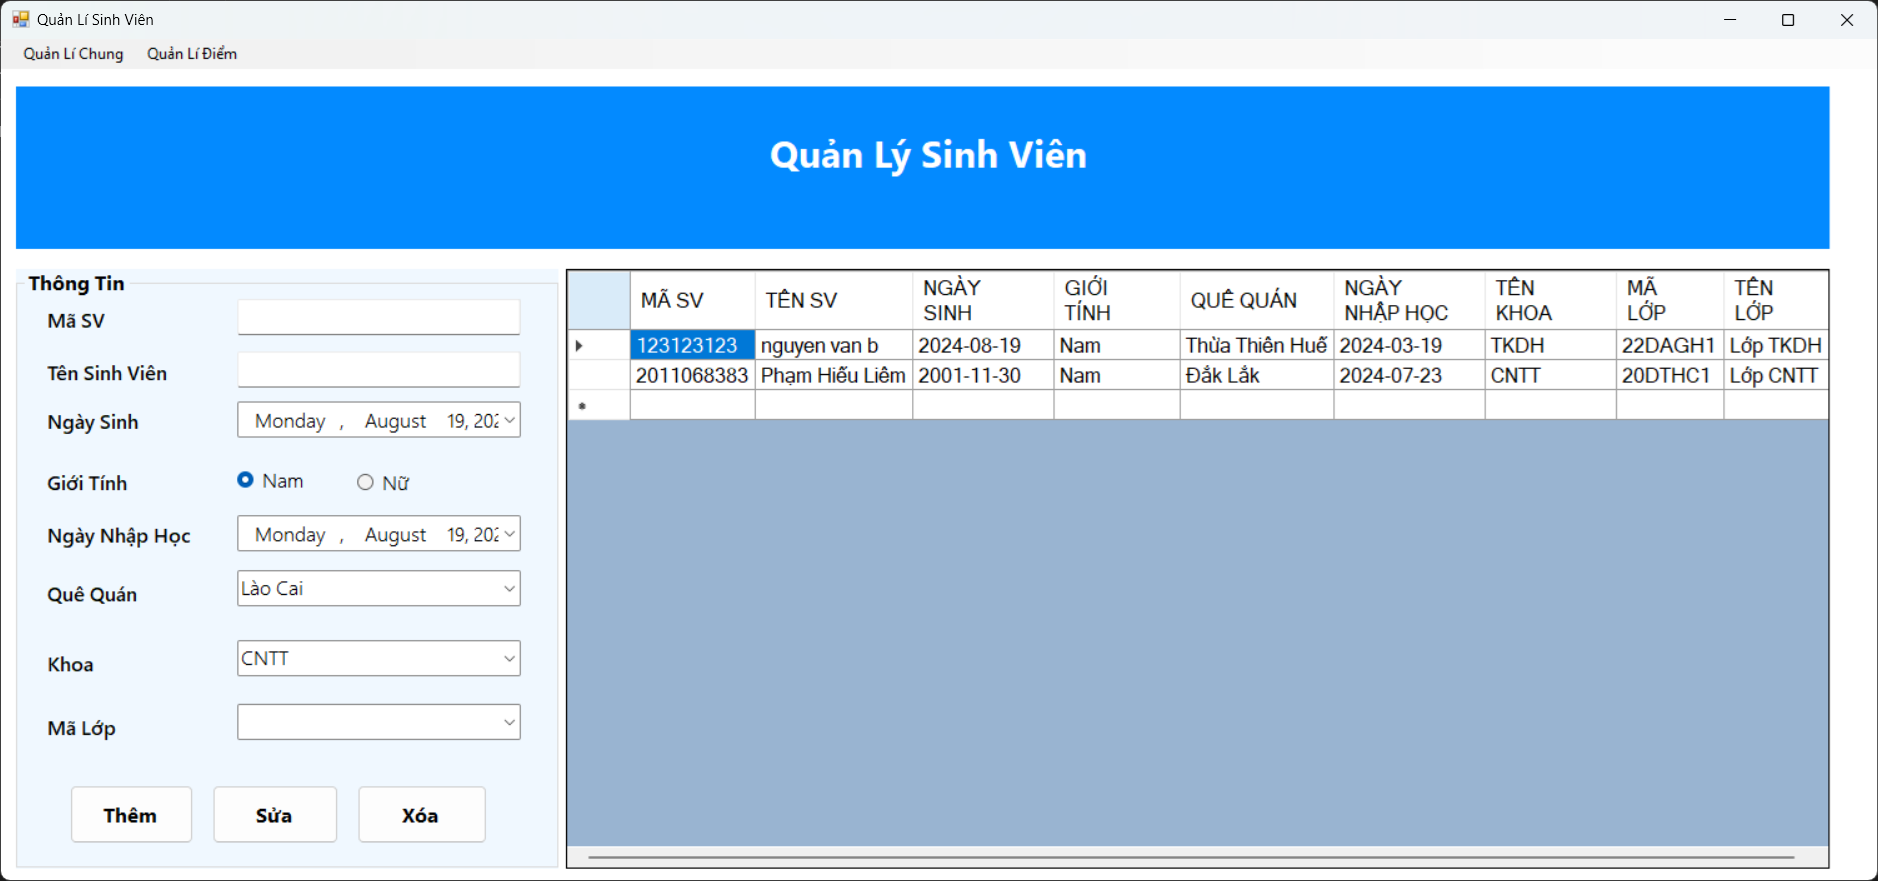 Quản Lí Sinh Viên
Quản Lí Chung Quản Lí Điểm
Quản Lý Sinh Viên
Thông Tin
Mã SV
Tên Sinh Viên
Ngày Sinh Monday , August 19, 202
Giới Tính Nam Nữ
Ngày Nhập Học Monday , August 19, 202
Quê Quán Lào Cai
Khoa CNTT
Mã Lớp
Thêm Sửa Xóa
MÃ SV TÊN SV NGÀY SINH GIỚI TÍNH QUÊ QUÁN NGÀY NHẬP HỌC TÊN KHOA MÃ LỚP TÊN LỚP
123123123 nguyen van b 2024-08-19 Nam Thừa Thiên Huế 2024-03-19 TKDH 22DAGH1 Lớp TKDH
2011068383 Phạm Hiếu Liêm 2001-11-30 Nam Đắk Lắk 2024-07-23 CNTT 20DTHC1 Lớp CNTT